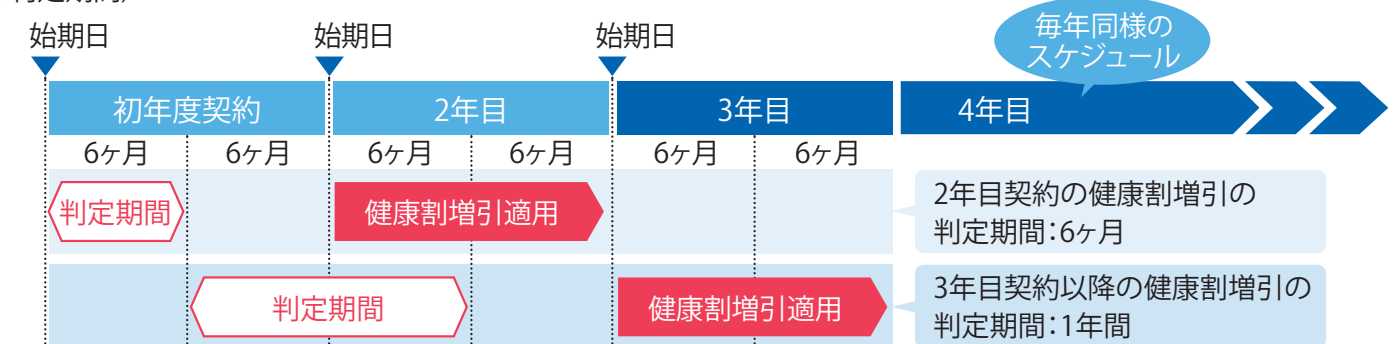 判定期間
始期日 始期日 始期日
毎年同様の
スケジュール
初年度契約 2年目 3年目 4年目
6ヶ月 6ヶ月 6ヶ月 6ヶ月 6ヶ月 6ヶ月
判定期間 健康割増引適用
2年目契約の健康割増引の
判定期間:6ヶ月
判定期間 健康割増引適用
3年目契約以降の健康割増引の
判定期間:1年間